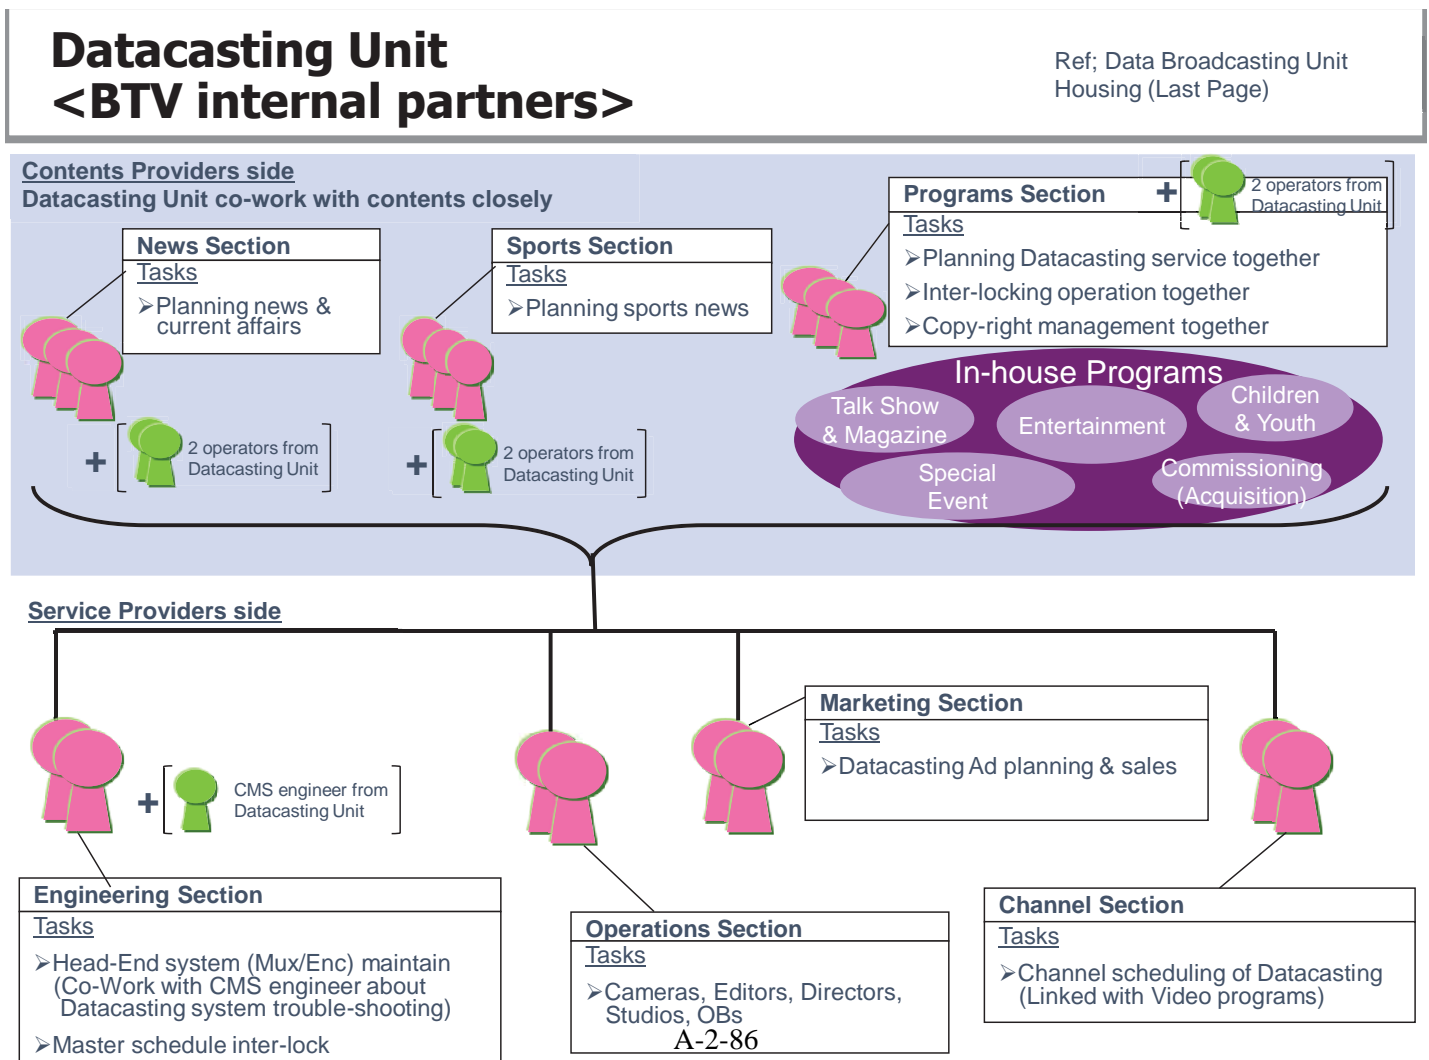 Datacasting Unit
<BTV internal partners>
Ref; Data Broadcasting Unit
Housing (Last Page)
Contents Providers side
Datacasting Unit co-work with contents closely
News Section
Tasks
➢Planning news &
current affairs
+
2 operators from
Datacasting Unit
Sports Section
Tasks
➢Planning sports news
+
2 operators from
Datacasting Unit
Programs Section
+
2 operators from
Datacasting Unit
Tasks
➢Planning Datacasting service together
➢Inter-locking operation together
➢Copy-right management together
In-house Programs
Talk Show
& Magazine
Entertainment
Children
& Youth
Special
Event
Commissioning
(Acquisition)
Service Providers side
+
CMS engineer from
Datacasting Unit
Engineering Section
Tasks
➢Head-End system (Mux/Enc) maintain
(Co-Work with CMS engineer about
Datacasting system trouble-shooting)
➢Master schedule inter-lock
Operations Section
Tasks
➢Cameras, Editors, Directors,
Studios, OBs
Marketing Section
Tasks
➢Datacasting Ad planning & sales
Channel Section
Tasks
➢Channel scheduling of Datacasting
(Linked with Video programs)
A-2-86